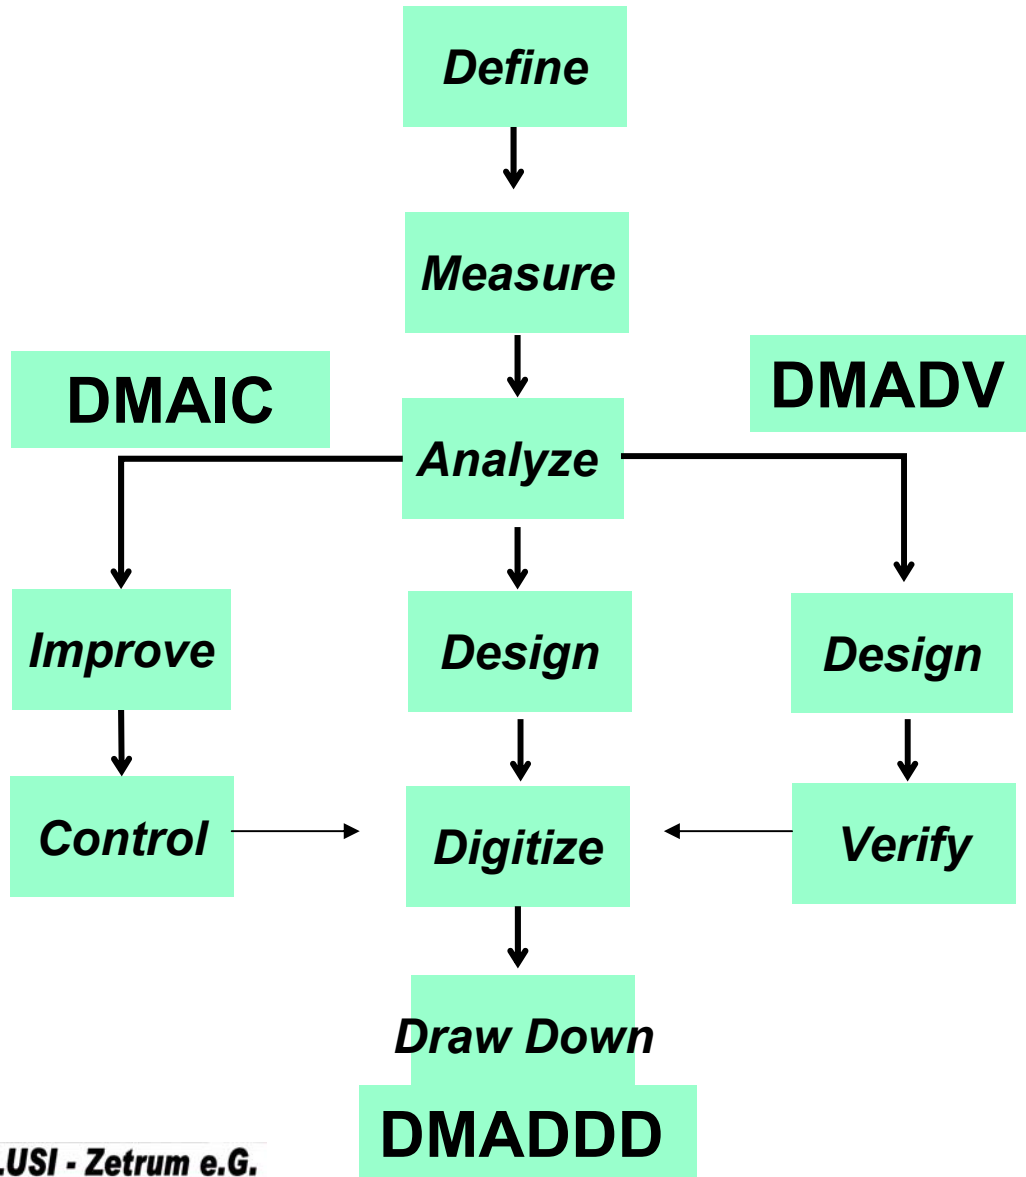 Define
Measure
DMAIC
DMADV
Analyze
Improve
Design
Design
Control
Digitize
Verify
Draw Down
DMADDD
.USI - Zetrum e.G.